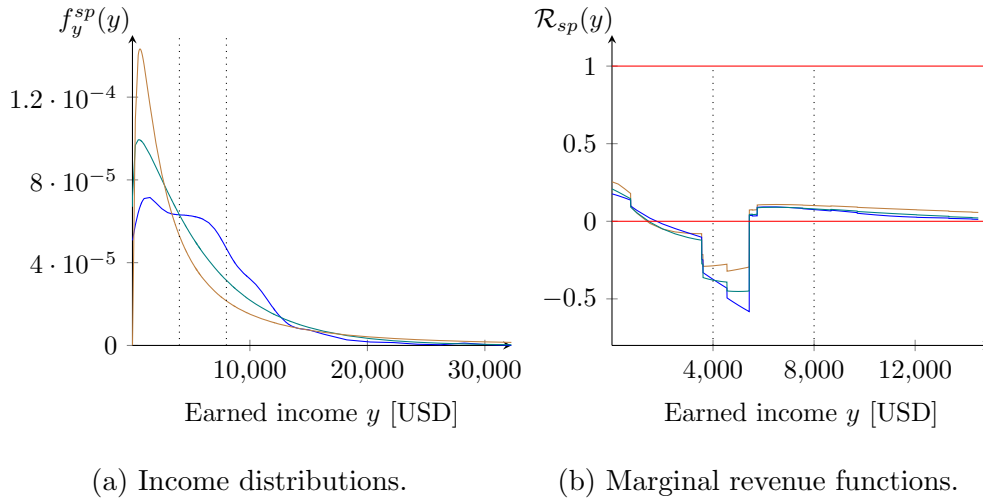 f_y^{sp}(y)
1.2 · 10^{-4}
8 · 10^{-5}
4 · 10^{-5}
0
10,000 20,000 30,000
Earned income y [USD]
(a) Income distributions.
R_{sp}(y)
1
0.5
0
−0.5
4,000 8,000 12,000
Earned income y [USD]
(b) Marginal revenue functions.